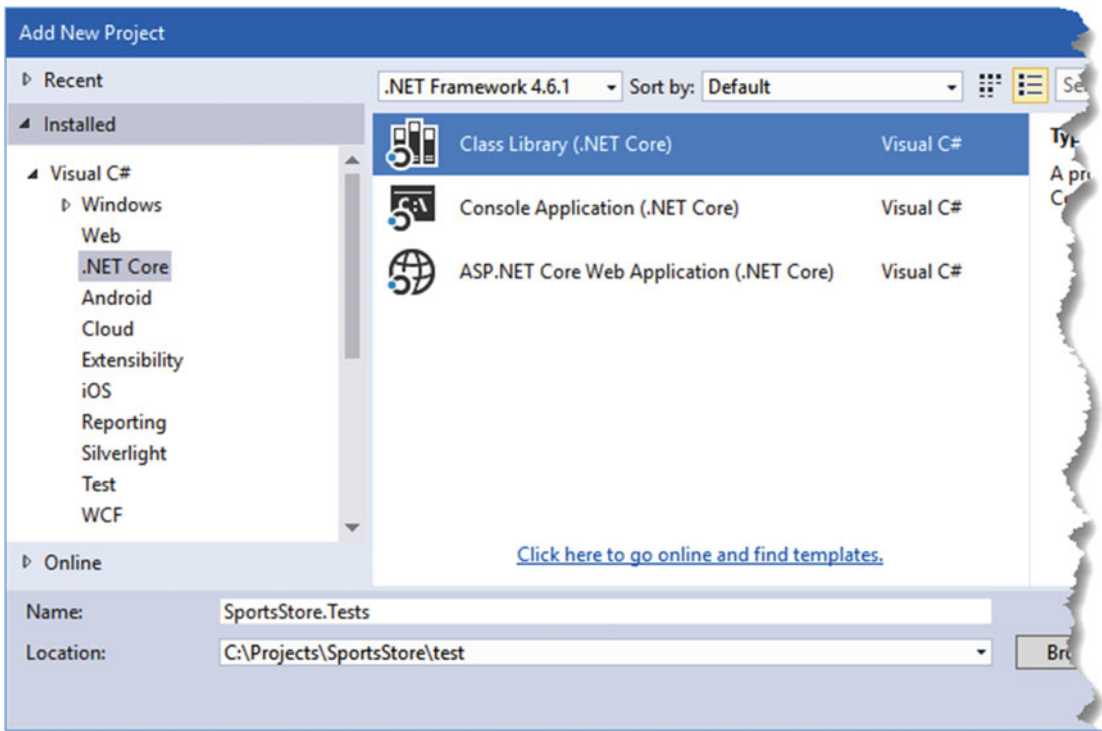 Add New Project
Recent
.NET Framework 4.6.1 Sort by: Default
Installed
Visual C#
Windows
Web
.NET Core
Android
Cloud
Extensibility
iOS
Reporting
Silverlight
Test
WCF
Online
Class Library (.NET Core) Visual C#
Console Application (.NET Core) Visual C#
ASP.NET Core Web Application (.NET Core) Visual C#
Click here to go online and find templates.
A
Name: SportsStore.Tests
Location: C:\Projects\SportsStore\test